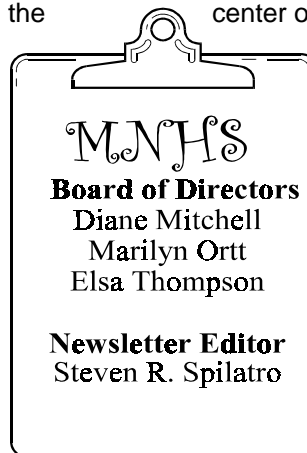 the center o
MNHS
Board of Directors
Diane Mitchell
Marilyn Ortt
Elsa Thompson
Newsletter Editor
Steven R. Spilatro